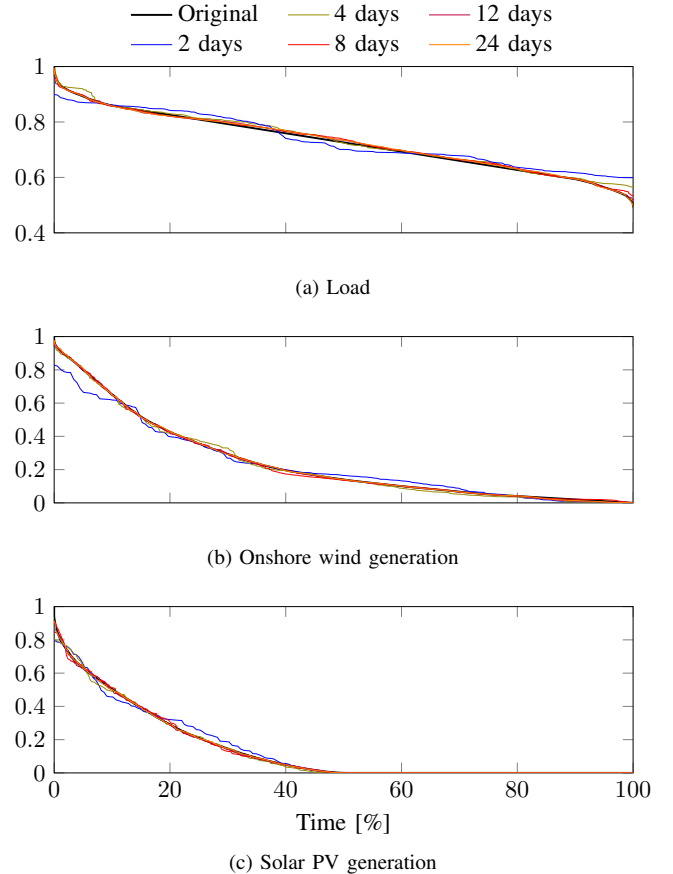 Original 4 days 12 days
2 days 8 days 24 days
1
0.8
0.6
0.4
(a) Load
1
0.8
0.6
0.4
0.2
0
(b) Onshore wind generation
1
0.8
0.6
0.4
0.2
0
0 20 40 60 80 100
Time [%]
(c) Solar PV generation